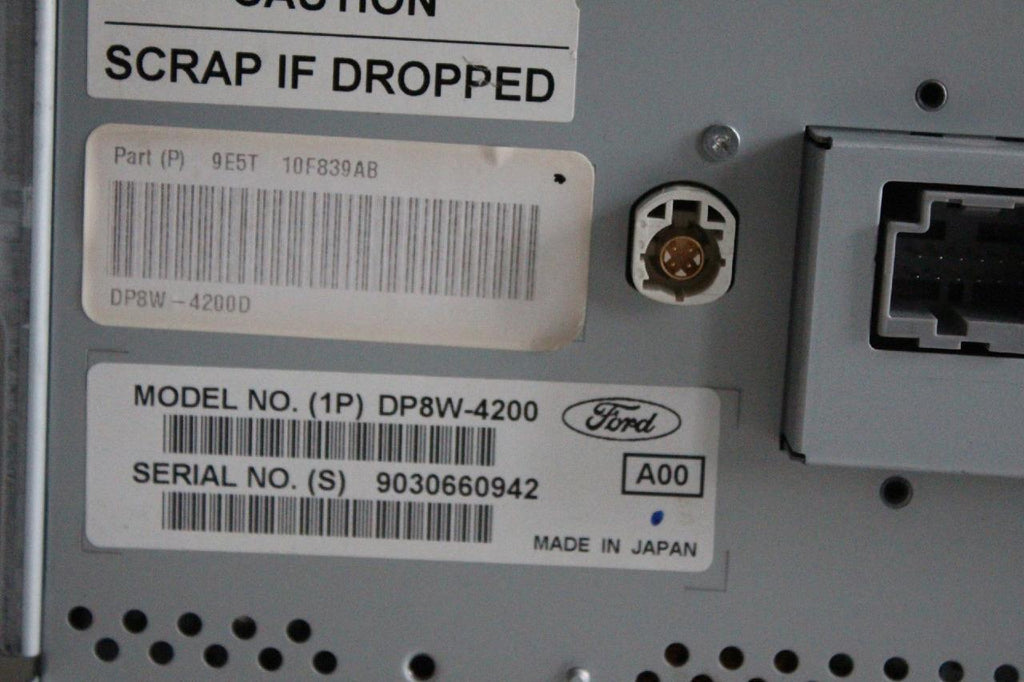 CAUTION
SCRAP IF DROPPED
Part (P) 9E5T 10F839AB
DP8W-4200D
MODEL NO. (1P) DP8W-4200
Ford
SERIAL NO. (S) 9030660942
A00
MADE IN JAPAN